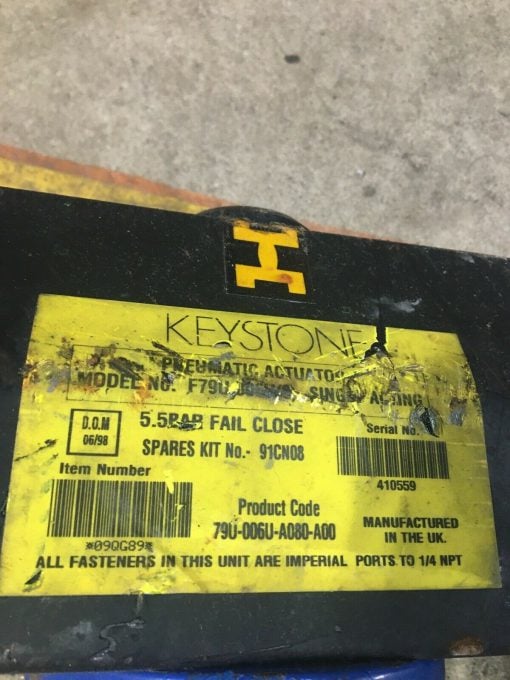 KEYSTONE
PNEUMATIC ACTUATOR
MODEL NO. F79U SINGLE ACTING
D.O.M
06/98
5.5BAR FAIL CLOSE
SPARES KIT No.- 91CN08
Serial No.
410559
Item Number
*09QG89*
Product Code
79U-006U-A080-A00
MANUFACTURED
IN THE UK.
ALL FASTENERS IN THIS UNIT ARE IMPERIAL PORTS TO 1/4 NPT